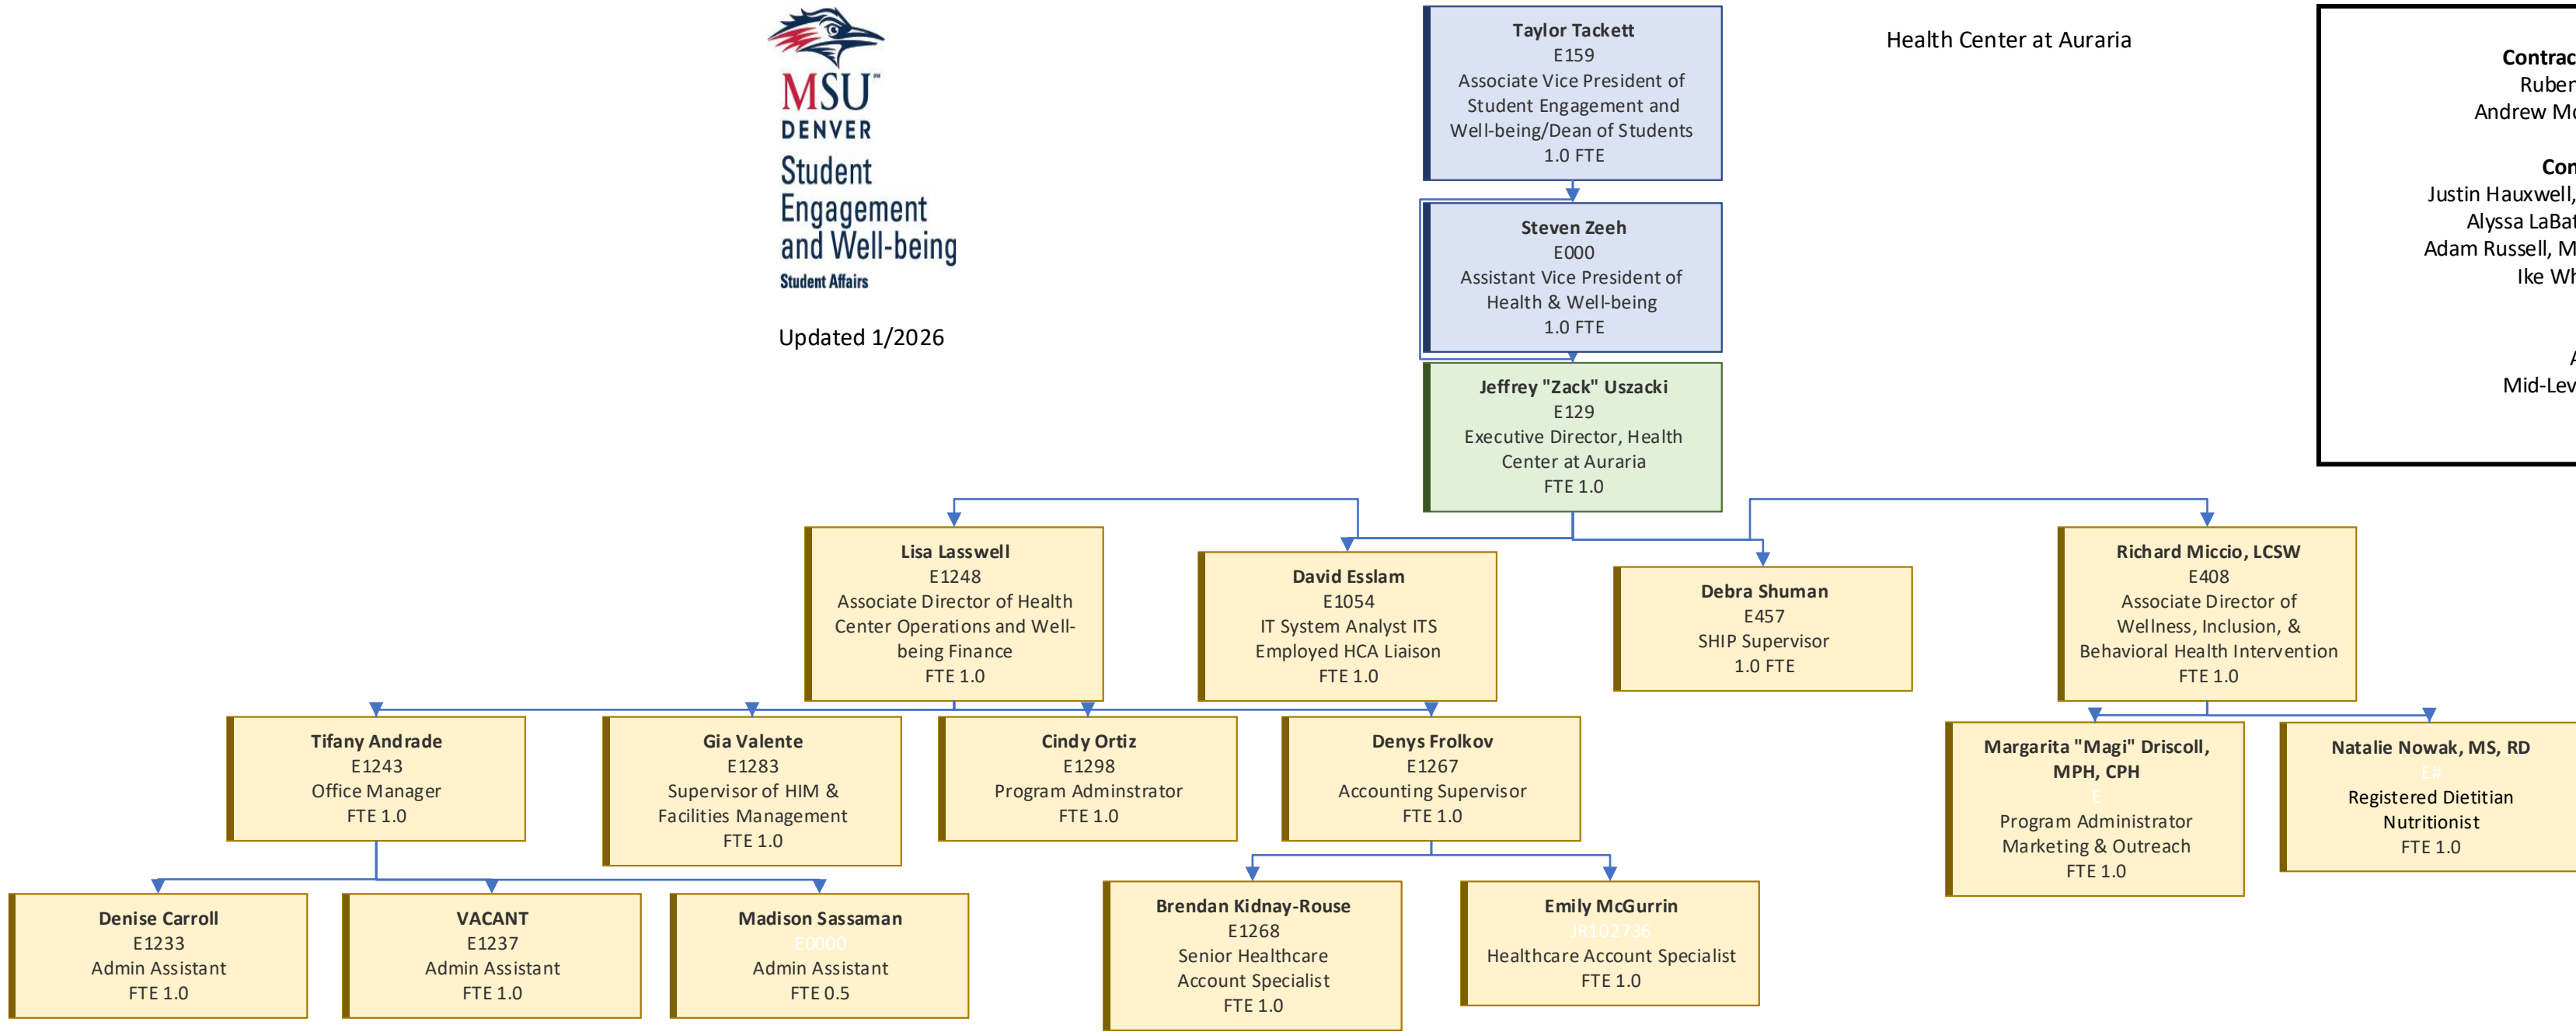 MSU
DENVER
Student
Engagement
and Well-being
Student Affairs
Updated 1/2026
Health Center at Auraria
Taylor Tackett
E159
Associate Vice President of
Student Engagement and
Well-being/Dean of Students
1.0 FTE
Steven Zeeh
E000
Assistant Vice President of
Health & Well-being
1.0 FTE
Jeffrey "Zack" Uszacki
E129
Executive Director, Health
Center at Auraria
FTE 1.0
Ruben
Andrew
Justin Hauxwell,
Alyssa
Adam Russell,
Ike
Lisa Lasswell
E1248
Associate Director of Health
Center Operations and Well-
being Finance
FTE 1.0
David Esslam
E1054
IT System Analyst ITS
Employed HCA Liaison
FTE 1.0
Debra Shuman
E457
SHIP Supervisor
1.0 FTE
Richard Miccio, LCSW
E408
Associate Director of
Wellness, Inclusion, &
Behavioral Health Intervention
FTE 1.0
Tifany Andrade
E1243
Office Manager
FTE 1.0
Gia Valente
E1283
Supervisor of HIM &
Facilities Management
FTE 1.0
Cindy Ortiz
E1298
Program Adminstrator
FTE 1.0
Denys Frolkov
E1267
Accounting Supervisor
FTE 1.0
Margarita "Magi" Driscoll,
MPH, CPH
E
Program Administrator
Marketing & Outreach
FTE 1.0
Natalie Nowak, MS, RD
E#
Registered Dietitian
Nutritionist
FTE 1.0
Denise Carroll
E1233
Admin Assistant
FTE 1.0
VACANT
E1237
Admin Assistant
FTE 1.0
Madison Sassaman
E0000
Admin Assistant
FTE 0.5
Brendan Kidnay-Rouse
E1268
Senior Healthcare
Account Specialist
FTE 1.0
Emily McGurrin
JR102736
Healthcare Account Specialist
FTE 1.0